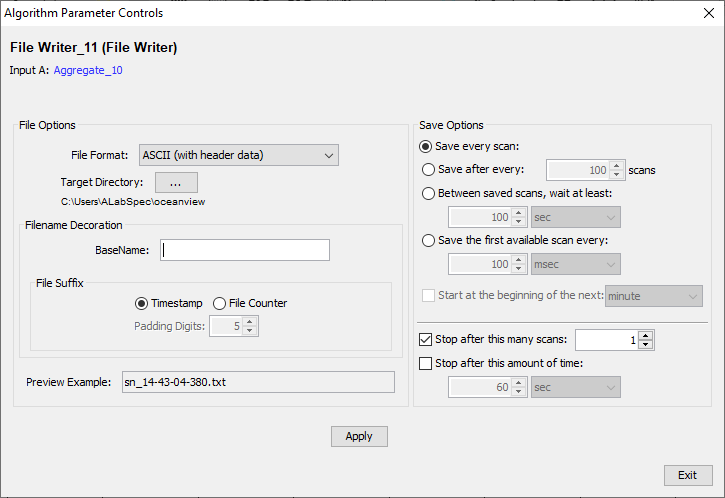 Algorithm Parameter Controls
File Writer_11 (File Writer)
Input A: Aggregate_10
File Options
File Format: ASCII (with header data)
Target Directory: ...
C:\Users\ALabSpec\oceanview
Filename Decoration
BaseName:
File Suffix
Timestamp File Counter
Padding Digits: 5
Preview Example: sn_14-43-04-380.txt
Save Options
Save every scan:
Save after every: 100 scans
Between saved scans, wait at least:
100 sec
Save the first available scan every:
100 msec
Start at the beginning of the next: minute
Stop after this many scans: 1
Stop after this amount of time:
60 sec
Apply
Exit